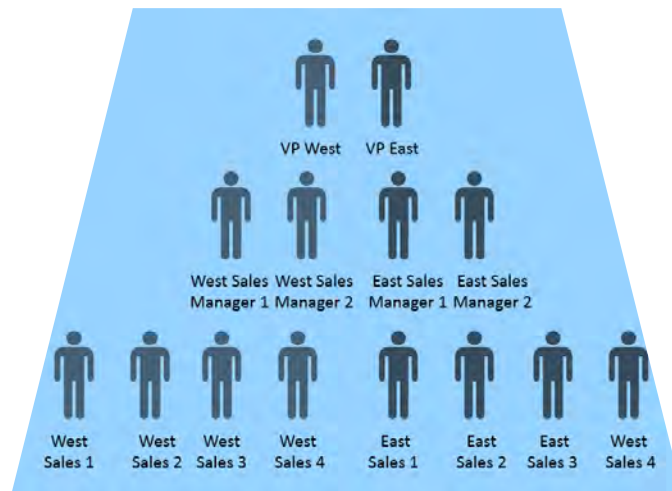 VP West VP East
West Sales West Sales East Sales East Sales
Manager 1 Manager 2 Manager 1 Manager 2
West West West West East East East West
Sales 1 Sales 2 Sales 3 Sales 4 Sales 1 Sales 2 Sales 3 Sales 4